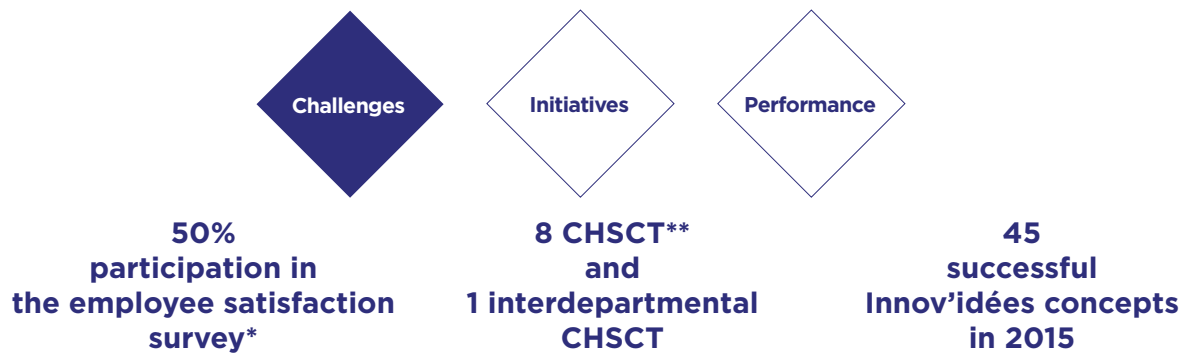 Challenges
Initiatives
Performance
50%
participation in
the employee satisfaction
survey*
8 CHSCT**
and
1 interdepartmental
CHSCT
45
successful
Innov’idées concepts
in 2015